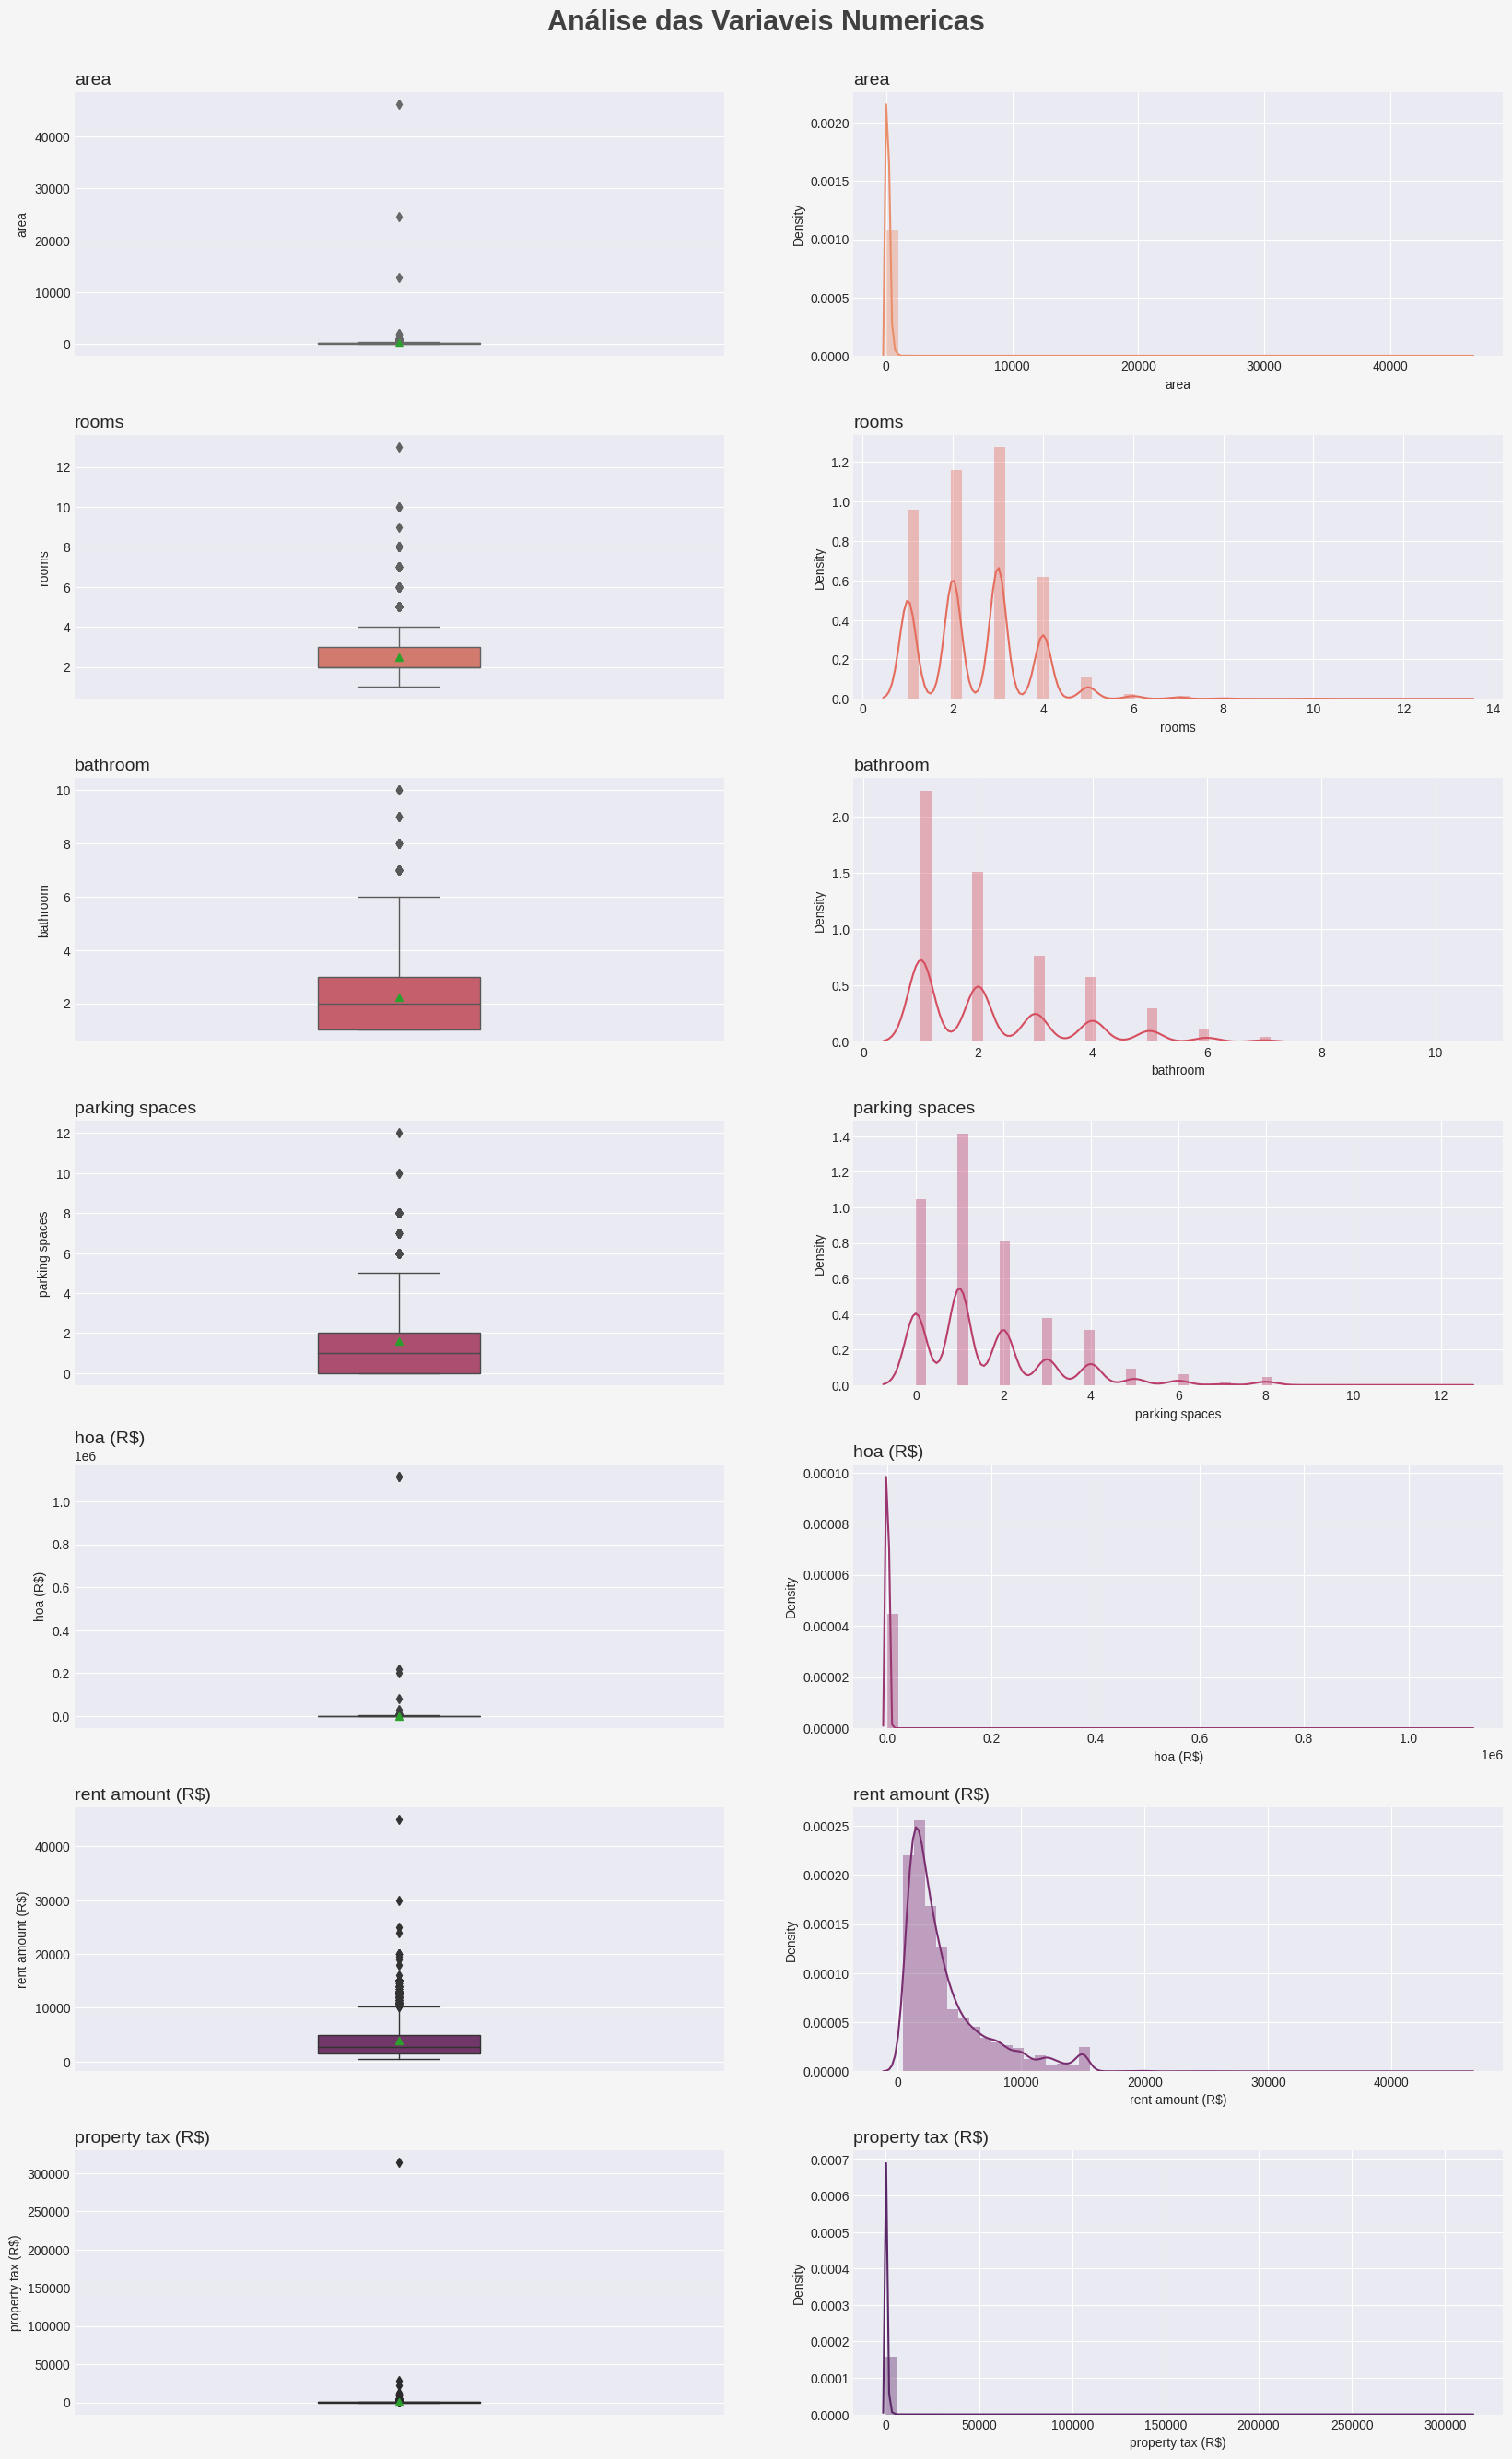 Análise das Variaveis Numericas
area
area
40000
30000
20000
10000
0
area
Density
0.0020
0.0015
0.0010
0.0005
0.0000
0 10000 20000 30000 40000
area
rooms
rooms
12
10
8
6
4
2
rooms
Density
1.2
1.0
0.8
0.6
0.4
0.2
0.0
0 2 4 6 8 10 12 14
rooms
bathroom
bathroom
10
8
6
4
2
bathroom
Density
2.0
1.5
1.0
0.5
0.0
0 2 4 6 8 10
bathroom
parking spaces
parking spaces
12
10
8
6
4
2
0
parking spaces
Density
1.4
1.2
1.0
0.8
0.6
0.4
0.2
0.0
0 2 4 6 8 10 12
parking spaces
hoa (R$)
1e6
hoa (R$)
1.0
0.8
0.6
0.4
0.2
0.0
hoa (R$)
Density
0.00010
0.00008
0.00006
0.00004
0.00002
0.00000
0.0 0.2 0.4 0.6 0.8 1.0
1e6
hoa (R$)
rent amount (R$)
rent amount (R$)
40000
30000
20000
10000
0
rent amount (R$)
Density
0.00025
0.00020
0.00015
0.00010
0.00005
0.00000
0 10000 20000 30000 40000
rent amount (R$)
property tax (R$)
property tax (R$)
300000
250000
200000
150000
100000
50000
0
property tax (R$)
Density
0.0007
0.0006
0.0005
0.0004
0.0003
0.0002
0.0001
0.0000
0 50000 100000 150000 200000 250000 300000
property tax (R$)